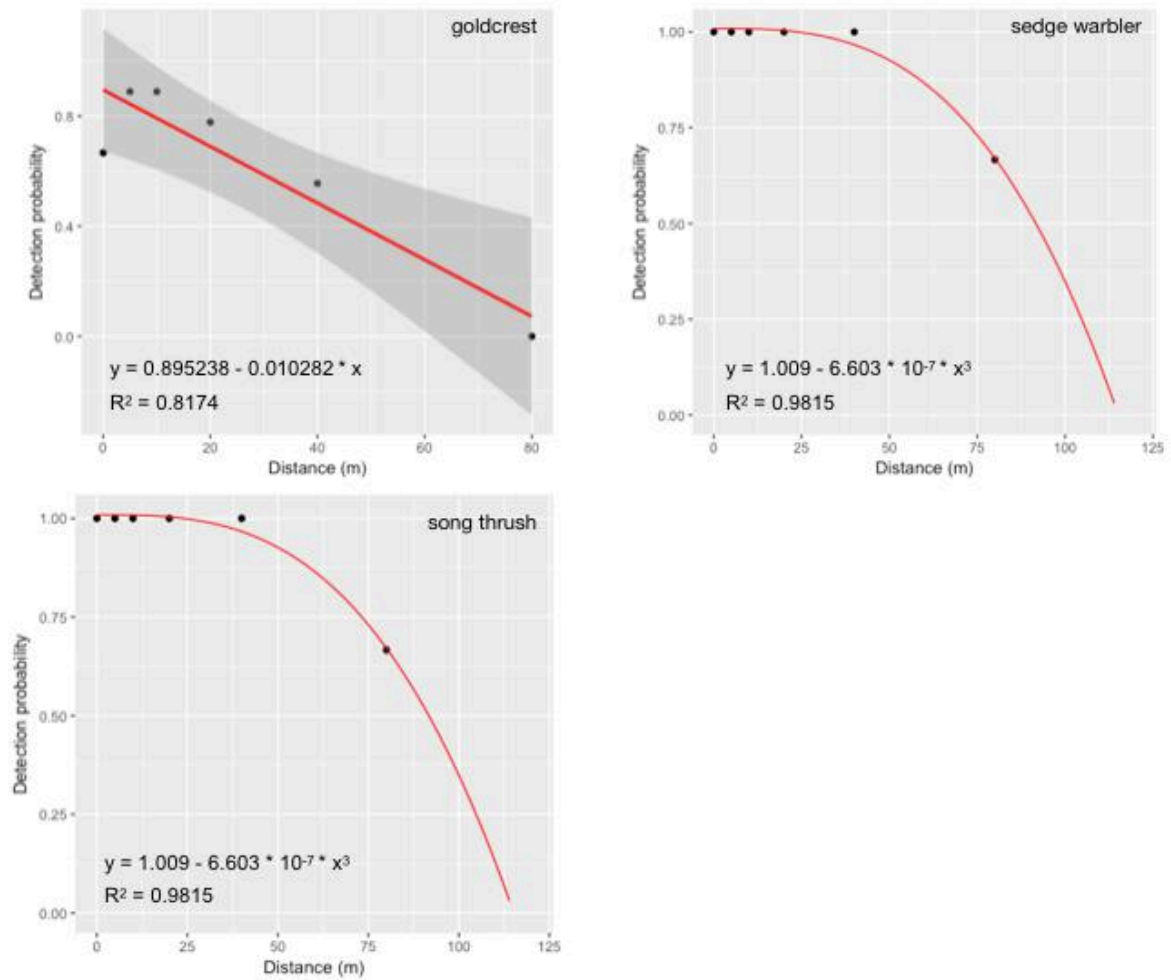 goldcrest
Detection probability
0.8
0.4
0.0
y = 0.895238 - 0.010282 * x
R² = 0.8174
0 20 40 60 80
Distance (m)
sedge warbler
Detection probability
1.00
0.75
0.50
0.25
0.00
y = 1.009 - 6.603 * 10⁻⁷ * x³
R² = 0.9815
0 25 50 75 100 125
Distance (m)
song thrush
Detection probability
1.00
0.75
0.50
0.25
0.00
y = 1.009 - 6.603 * 10⁻⁷ * x³
R² = 0.9815
0 25 50 75 100 125
Distance (m)